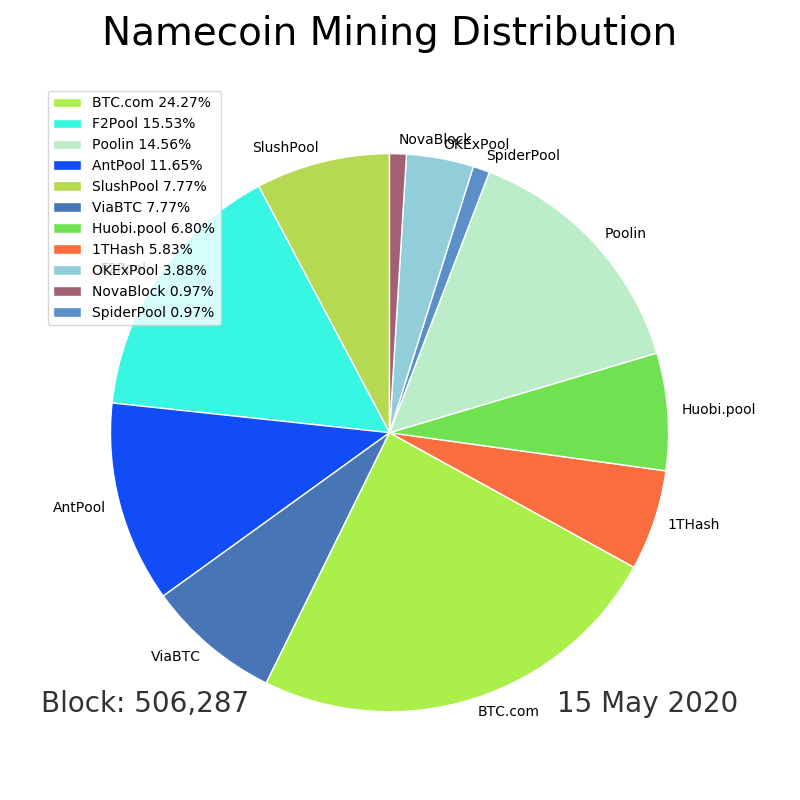 Namecoin Mining Distribution
BTC.com 24.27%
F2Pool 15.53%
Poolin 14.56%
AntPool 11.65%
SlushPool 7.77%
ViaBTC 7.77%
Huobi.pool 6.80%
1THash 5.83%
OKExPool 3.88%
NovaBlock 0.97%
SpiderPool 0.97%
SlushPool
NovaBlock
OKExPool
SpiderPool
Poolin
Huobi.pool
1THash
BTC.com
ViaBTC
AntPool
Block: 506,287
15 May 2020